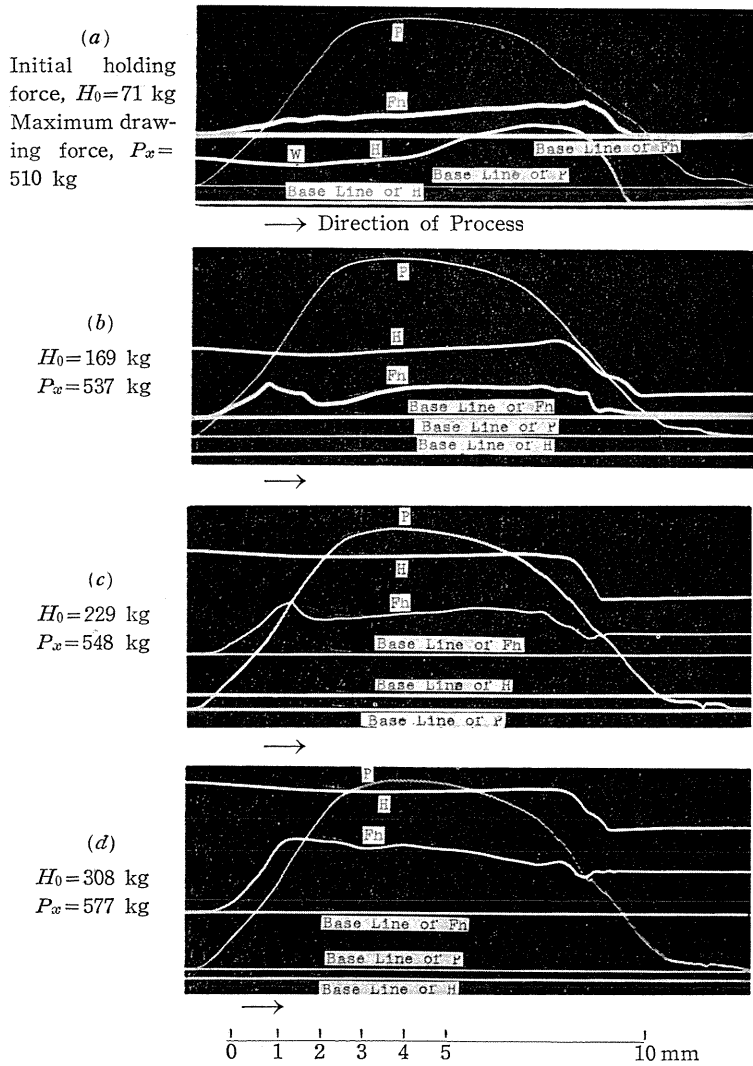 (a)
Initial holding
force, H₀=71 kg
Maximum draw-
ing force, Pₓ=
510 kg
P
Fn
W
H
Base Line of Fn
Base Line of P
Base Line of H
→ Direction of Process
(b)
H₀=169 kg
Pₓ=537 kg
P
H
Fn
Base Line of Fn
Base Line of P
Base Line of H
→
(c)
H₀=229 kg
Pₓ=548 kg
P
H
Fn
Base Line of Fn
Base Line of H
Base Line of P
→
(d)
H₀=308 kg
Pₓ=577 kg
P
H
Fn
Base Line of Fn
Base Line of P
Base Line of H
→
0 1 2 3 4 5 10 mm